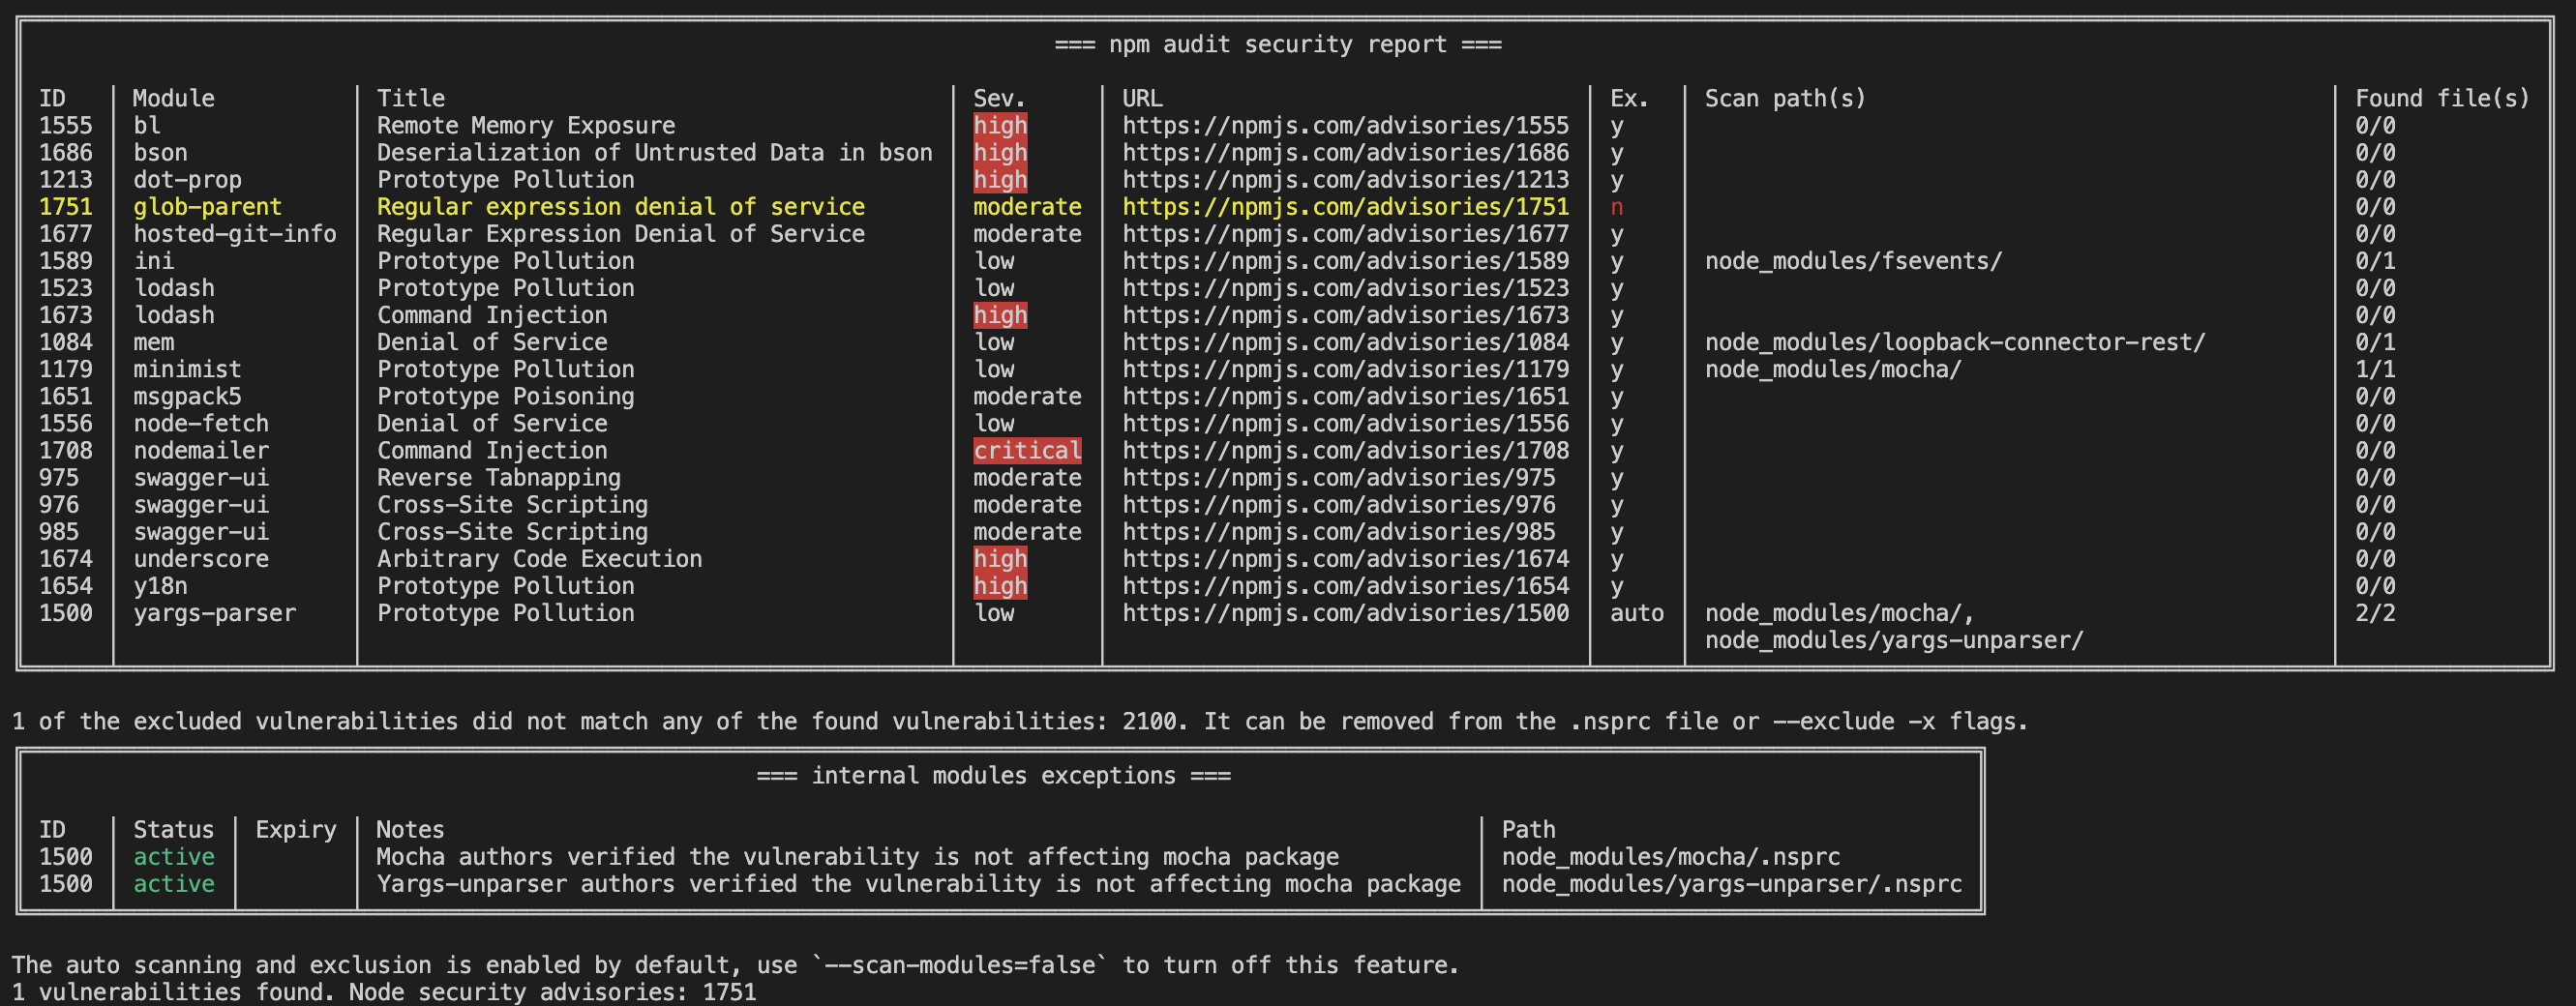 === npm audit security report ===
ID Module Title Sev. URL Ex. Scan path(s) Found file(s)
1555 bl Remote Memory Exposure high https://npmjs.com/advisories/1555 y 0/0
1686 bson Deserialization of Untrusted Data in bson high https://npmjs.com/advisories/1686 y 0/0
1213 dot-prop Prototype Pollution high https://npmjs.com/advisories/1213 y 0/0
1751 glob-parent Regular expression denial of service moderate https://npmjs.com/advisories/1751 n 0/0
1677 hosted-git-info Regular Expression Denial of Service moderate https://npmjs.com/advisories/1677 y 0/0
1589 ini Prototype Pollution low https://npmjs.com/advisories/1589 y node_modules/fsevents/ 0/1
1523 lodash Prototype Pollution low https://npmjs.com/advisories/1523 y 0/0
1673 lodash Command Injection high https://npmjs.com/advisories/1673 y 0/0
1084 mem Denial of Service low https://npmjs.com/advisories/1084 y node_modules/loopback-connector-rest/ 0/1
1179 minimist Prototype Pollution low https://npmjs.com/advisories/1179 y node_modules/mocha/ 1/1
1651 msgpack5 Prototype Poisoning moderate https://npmjs.com/advisories/1651 y 0/0
1556 node-fetch Denial of Service low https://npmjs.com/advisories/1556 y 0/0
1708 nodemailer Command Injection critical https://npmjs.com/advisories/1708 y 0/0
975 swagger-ui Reverse Tabnapping moderate https://npmjs.com/advisories/975 y 0/0
976 swagger-ui Cross-Site Scripting moderate https://npmjs.com/advisories/976 y 0/0
985 swagger-ui Cross-Site Scripting moderate https://npmjs.com/advisories/985 y 0/0
1674 underscore Arbitrary Code Execution high https://npmjs.com/advisories/1674 y 0/0
1654 y18n Prototype Pollution high https://npmjs.com/advisories/1654 y 0/0
1500 yargs-parser Prototype Pollution low https://npmjs.com/advisories/1500 auto node_modules/mocha/, 2/2
node_modules/yargs-unparser/
1 of the excluded vulnerabilities did not match any of the found vulnerabilities: 2100. It can be removed from the .nsprc file or --exclude -x flags.
=== internal modules exceptions ===
ID Status Expiry Notes Path
1500 active Mocha authors verified the vulnerability is not affecting mocha package node_modules/mocha/.nsprc
1500 active Yargs-unparser authors verified the vulnerability is not affecting mocha package node_modules/yargs-unparser/.nsprc
The auto scanning and exclusion is enabled by default, use `--scan-modules=false` to turn off this feature.
1 vulnerabilities found. Node security advisories: 1751